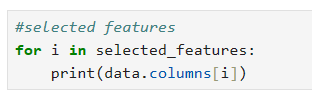 #selected features
for i in selected_features:
    print(data.columns[i])